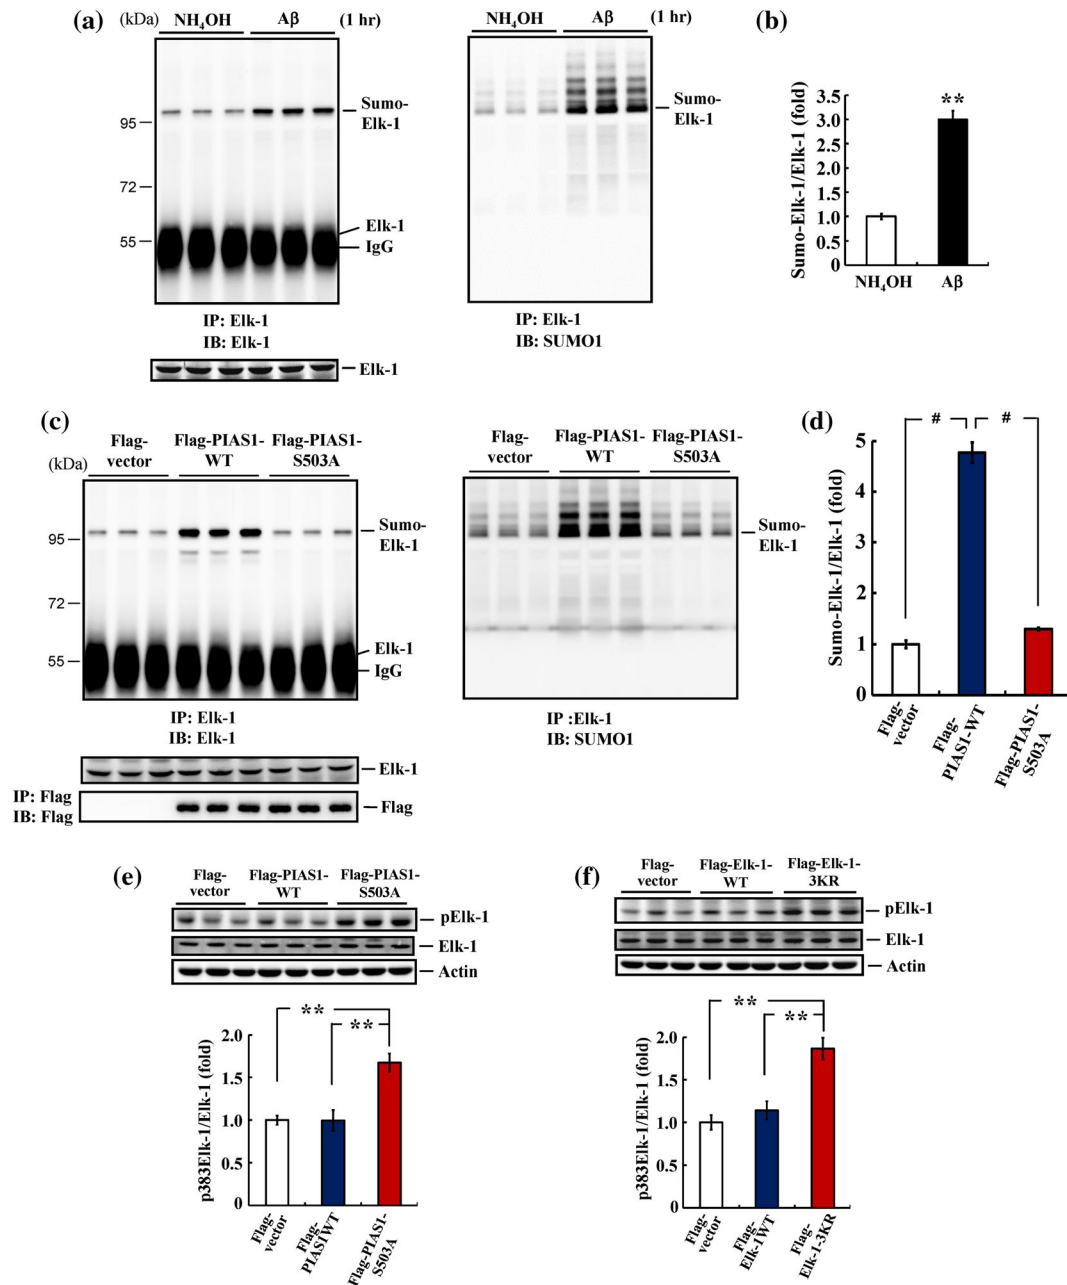 (a)
(kDa) NH4OH Aβ (1 hr)
95
72
55
Sumo-
Elk-1
Elk-1
IgG
IP: Elk-1
IB: Elk-1
Elk-1
NH4OH Aβ (1 hr)
Sumo-
Elk-1
IP: Elk-1
IB: SUMO1
(b)
Sumo-Elk-1/Elk-1 (fold)
3.5
3.0
2.5
2.0
1.5
1.0
0.5
0
**
NH4OH Aβ
(c)
(kDa)
Flag-
vector
Flag-PIAS1-
WT
Flag-PIAS1-
S503A
95
72
55
Sumo-
Elk-1
Elk-1
IgG
IP: Elk-1
IB: Elk-1
Elk-1
IP: Flag
IB: Flag
Flag
Flag-
vector
Flag-PIAS1-
WT
Flag-PIAS1-
S503A
Sumo-
Elk-1
IP :Elk-1
IB: SUMO1
(d)
Sumo-Elk-1/Elk-1 (fold)
5
4
3
2
1
0
# #
Flag-
vector
Flag-
PIAS1-WT
Flag-PIAS1-
S503A
(e)
Flag-
vector
Flag-PIAS1-
WT
Flag-PIAS1-
S503A
pElk-1
Elk-1
Actin
p383Elk-1/Elk-1 (fold)
2.0
1.5
1.0
0.5
0
**
**
Flag-
vector
Flag-
PIAS1WT
Flag-PIAS1-
S503A
(f)
Flag-
vector
Flag-Elk-1-
WT
Flag-Elk-1-
3KR
pElk-1
Elk-1
Actin
p383Elk-1/Elk-1 (fold)
2.0
1.5
1.0
0.5
0
**
**
Flag-
vector
Flag-
Elk-1WT
Flag-
Elk-1-3KR